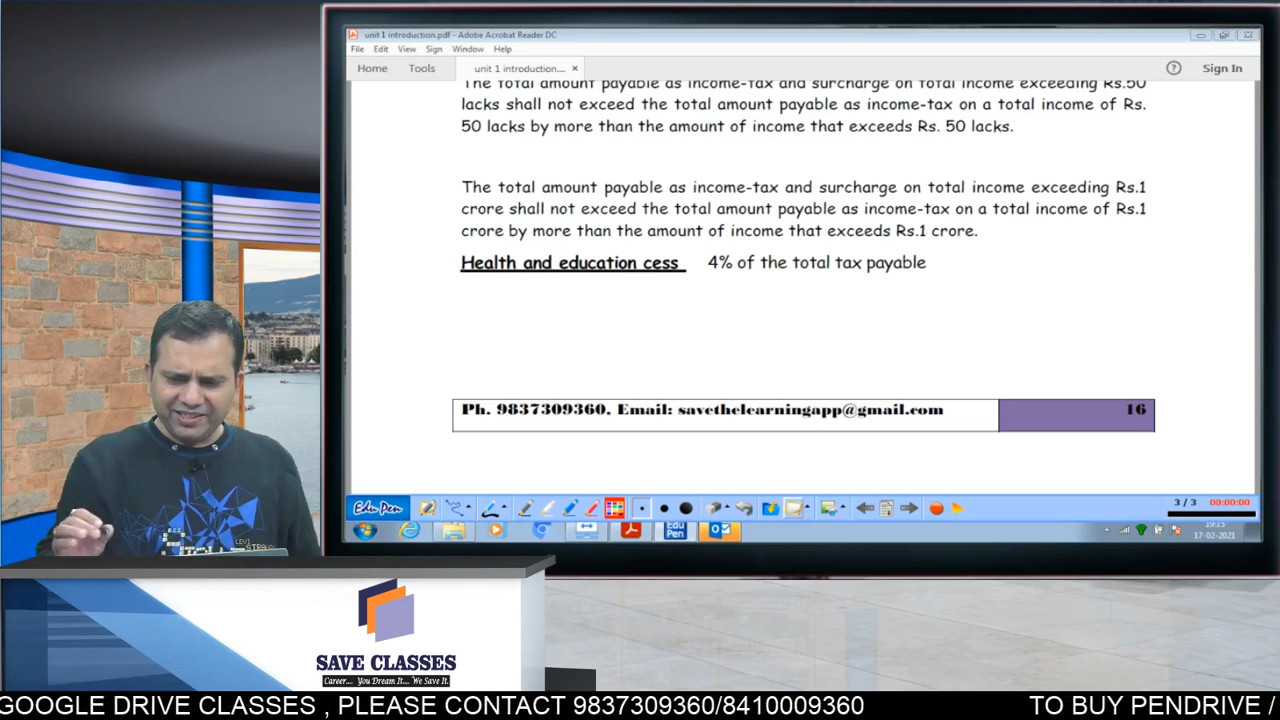 unit 1 introduction.pdf - Adobe Acrobat Reader DC
File Edit View Sign Window Help
Home Tools unit 1 introduction.... × Sign In
The total amount payable as income-tax and surcharge on total income exceeding Rs.50
lacks shall not exceed the total amount payable as income-tax on a total income of Rs.
50 lacks by more than the amount of income that exceeds Rs. 50 lacks.
The total amount payable as income-tax and surcharge on total income exceeding Rs.1
crore shall not exceed the total amount payable as income-tax on a total income of Rs.1
crore by more than the amount of income that exceeds Rs.1 crore.
Health and education cess 4% of the total tax payable
Ph. 9837309360, Email: savethelearningapp@gmail.com 16
Edu Pen 3 / 3 00:00:00
Edu Pen
19:15
17-02-2021
LEVI
STRAUSS
SAVE CLASSES
Career.... You Dream It... We Save It.
GOOGLE DRIVE CLASSES , PLEASE CONTACT 9837309360/8410009360 TO BUY PENDRIVE /